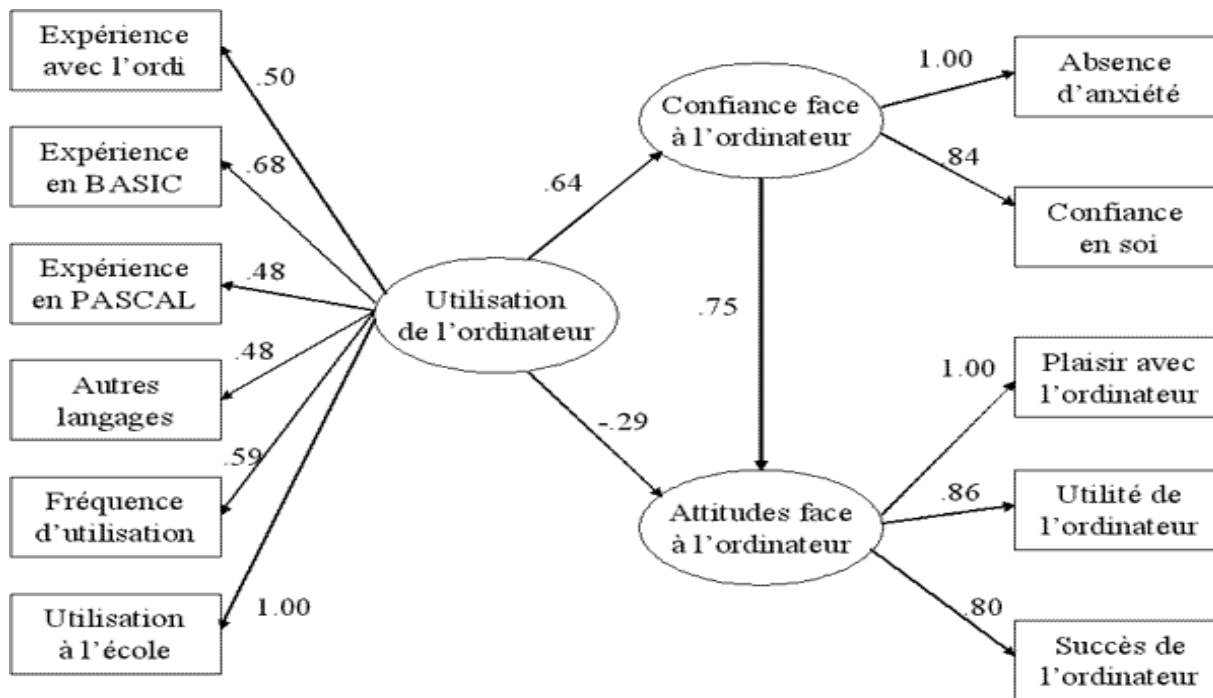 Expérience
avec l'ordi
Expérience
en BASIC
Expérience
en PASCAL
Autres
langages
Fréquence
d'utilisation
Utilisation
à l'école
.50
.68
.48
.48
.59
1.00
Utilisation
de l'ordinateur
.64
-.29
Confiance face
à l'ordinateur
.75
Attitudes face
à l'ordinateur
1.00
.84
1.00
.86
.80
Absence
d'anxiété
Confiance
en soi
Plaisir avec
l'ordinateur
Utilité de
l'ordinateur
Succès de
l'ordinateur